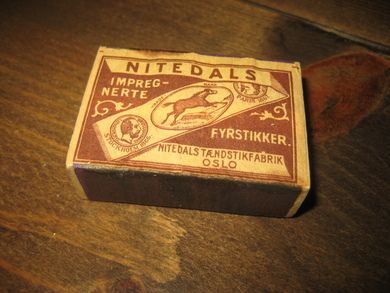 NITEDALS
IMPREG-
NERTE
FYRSTIKKER.
NITEDALS TÆNDSTIKFABRIK
OSLO